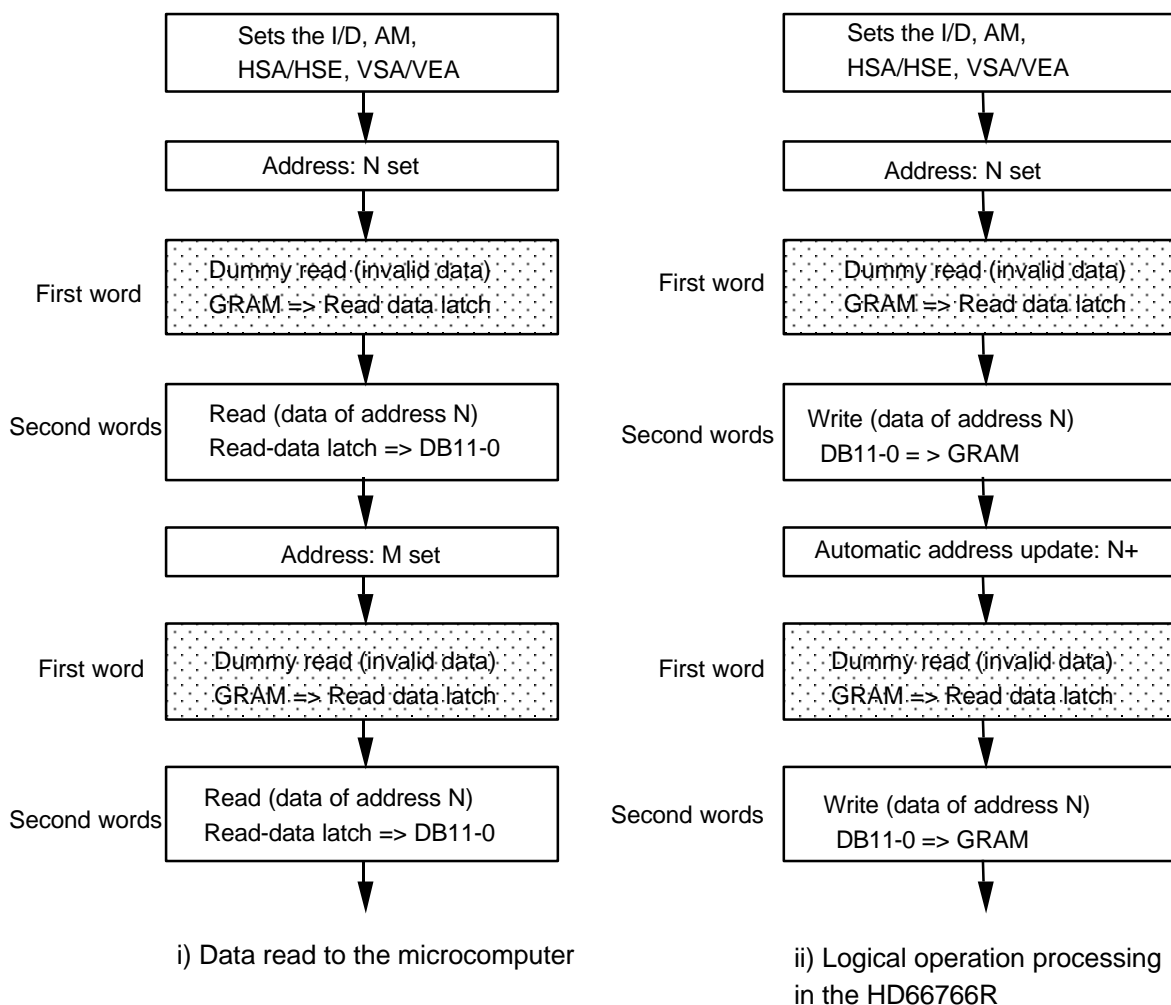 Sets the I/D, AM,
HSA/HSE, VSA/VEA
Address: N set
First word
Dummy read (invalid data)
GRAM => Read data latch
Second words
Read (data of address N)
Read-data latch => DB11-0
Address: M set
First word
Dummy read (invalid data)
GRAM => Read data latch
Second words
Read (data of address N)
Read-data latch => DB11-0
i) Data read to the microcomputer
Sets the I/D, AM,
HSA/HSE, VSA/VEA
Address: N set
First word
Dummy read (invalid data)
GRAM => Read data latch
Second words
Write (data of address N)
DB11-0 = > GRAM
Automatic address update: N+
First word
Dummy read (invalid data)
GRAM => Read data latch
Second words
Write (data of address N)
DB11-0 => GRAM
ii) Logical operation processing
in the HD66766R